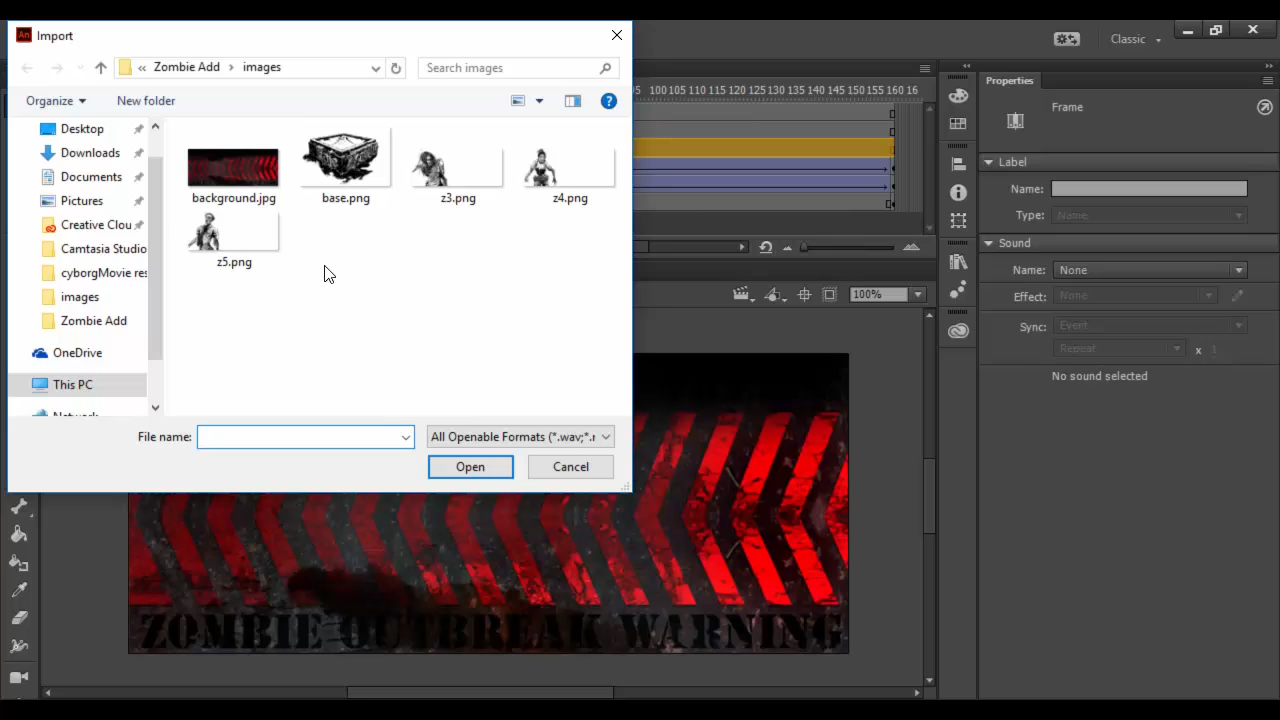 An Import
« Zombie Add > images
Search images
Organize
New folder
Desktop
Downloads
Documents
Pictures
Creative Clou
Camtasia Studio
cyborgMovie res
images
Zombie Add
OneDrive
This PC
Network
background.jpg
base.png
z3.png
z4.png
z5.png
File name:
All Openable Formats (*.wav;*.r
Open
Cancel
Classic
95 100 105 110 115 120 125 130 135 140 145 150 155 160 16
100%
ZOMBIE OUTBREAK WARNING
Properties
Frame
Label
Name:
Type: Name
Sound
Name: None
Effect: None
Sync: Event
Repeat x 1
No sound selected